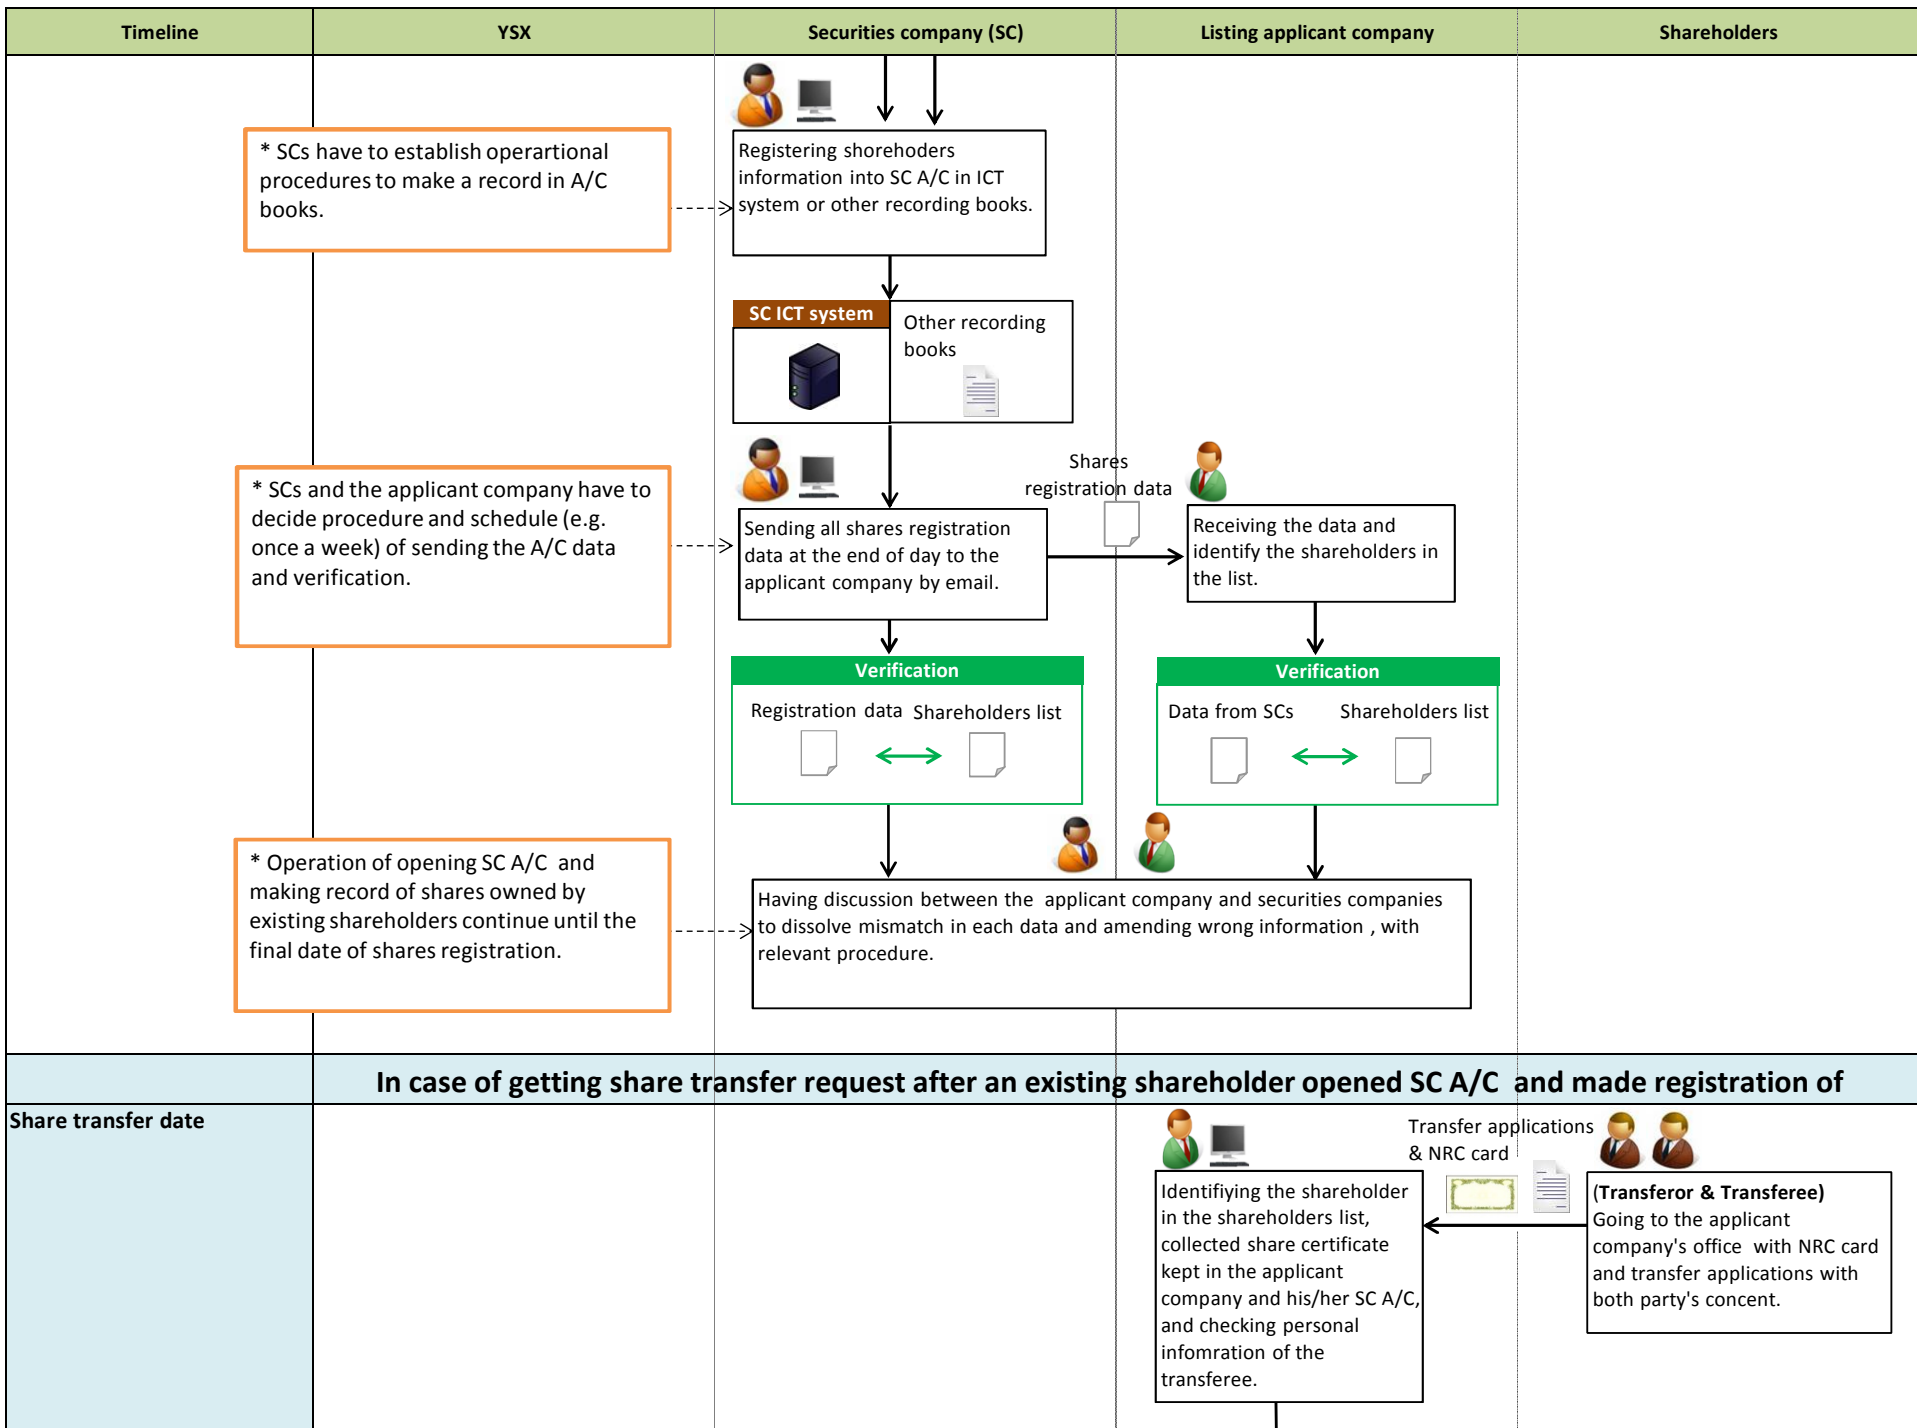 Timeline
YSX
Securities company (SC)
Listing applicant company
Shareholders
* SCs have to establish operartional
procedures to make a record in A/C
books.
Registering shorehoders
information into SC A/C in ICT
system or other recording books.
SC ICT system
Other recording
books
* SCs and the applicant company have to
decide procedure and schedule (e.g.
once a week) of sending the A/C data
and verification.
Sending all shares registration
data at the end of day to the
applicant company by email.
Shares
registration data
Receiving the data and
identify the shareholders in
the list.
Verification
Registration data
Shareholders list
Verification
Data from SCs
Shareholders list
* Operation of opening SC A/C and
making record of shares owned by
existing shareholders continue until the
final date of shares registration.
Having discussion between the applicant company and securities companies
to dissolve mismatch in each data and amending wrong information , with
relevant procedure.
In case of getting share transfer request after an existing shareholder opened SC A/C and made registration of
Share transfer date
Transfer applications
& NRC card
Identifiying the shareholder
in the shareholders list,
collected share certificate
kept in the applicant
company and his/her SC A/C,
and checking personal
infomration of the
transferee.
(Transferor & Transferee)
Going to the applicant
company's office with NRC card
and transfer applications with
both party's concent.